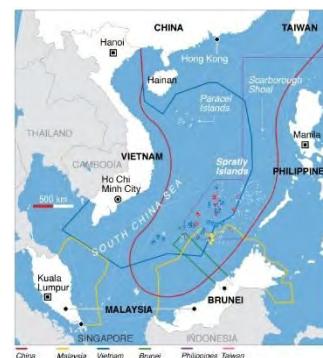 CHINA
TAIWAN
Hanoi
Hong Kong
Hainan
Scarborough
Shoal
Paracel
Islands
THAILAND
Manila
VIETNAM
CAMBODIA
Spratly
Islands
PHILIPPINE
Ho Chi
Minh City
500 km
SOUTH CHINA SEA
Kuala
Lumpur
BRUNEI
MALAYSIA
SINGAPORE
INDONESIA
China
Malaysia
Vietnam
Brunei
Philippines
Taiwan